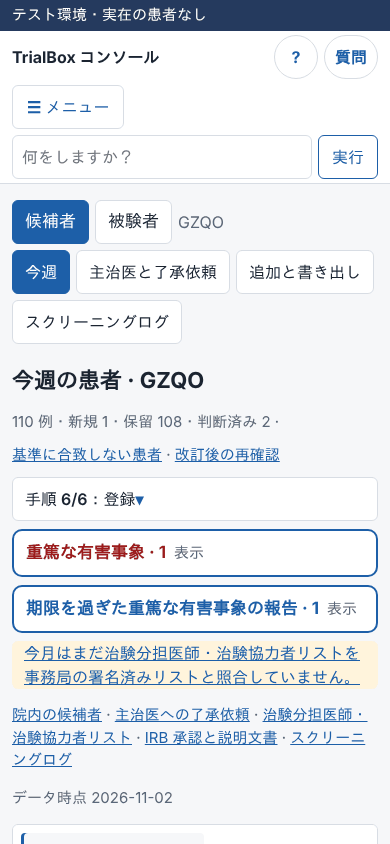 テスト環境・実在の患者なし
TrialBox コンソール
?
質問
☰ メニュー
何をしますか？
実行
候補者
被験者
GZQO
今週
主治医と了承依頼
追加と書き出し
スクリーニングログ
今週の患者 · GZQO
110 例・新規 1・保留 108・判断済み 2 ·
基準に合致しない患者 · 改訂後の再確認
手順 6/6：登録▾
重篤な有害事象 · 1 表示
期限を過ぎた重篤な有害事象の報告 · 1 表示
今月はまだ治験分担医師・治験協力者リストを
事務局の署名済みリストと照合していません。
院内の候補者 · 主治医への了承依頼 · 治験分担医師・
治験協力者リスト · IRB 承認と説明文書 · スクリーニ
ングログ
データ時点 2026-11-02